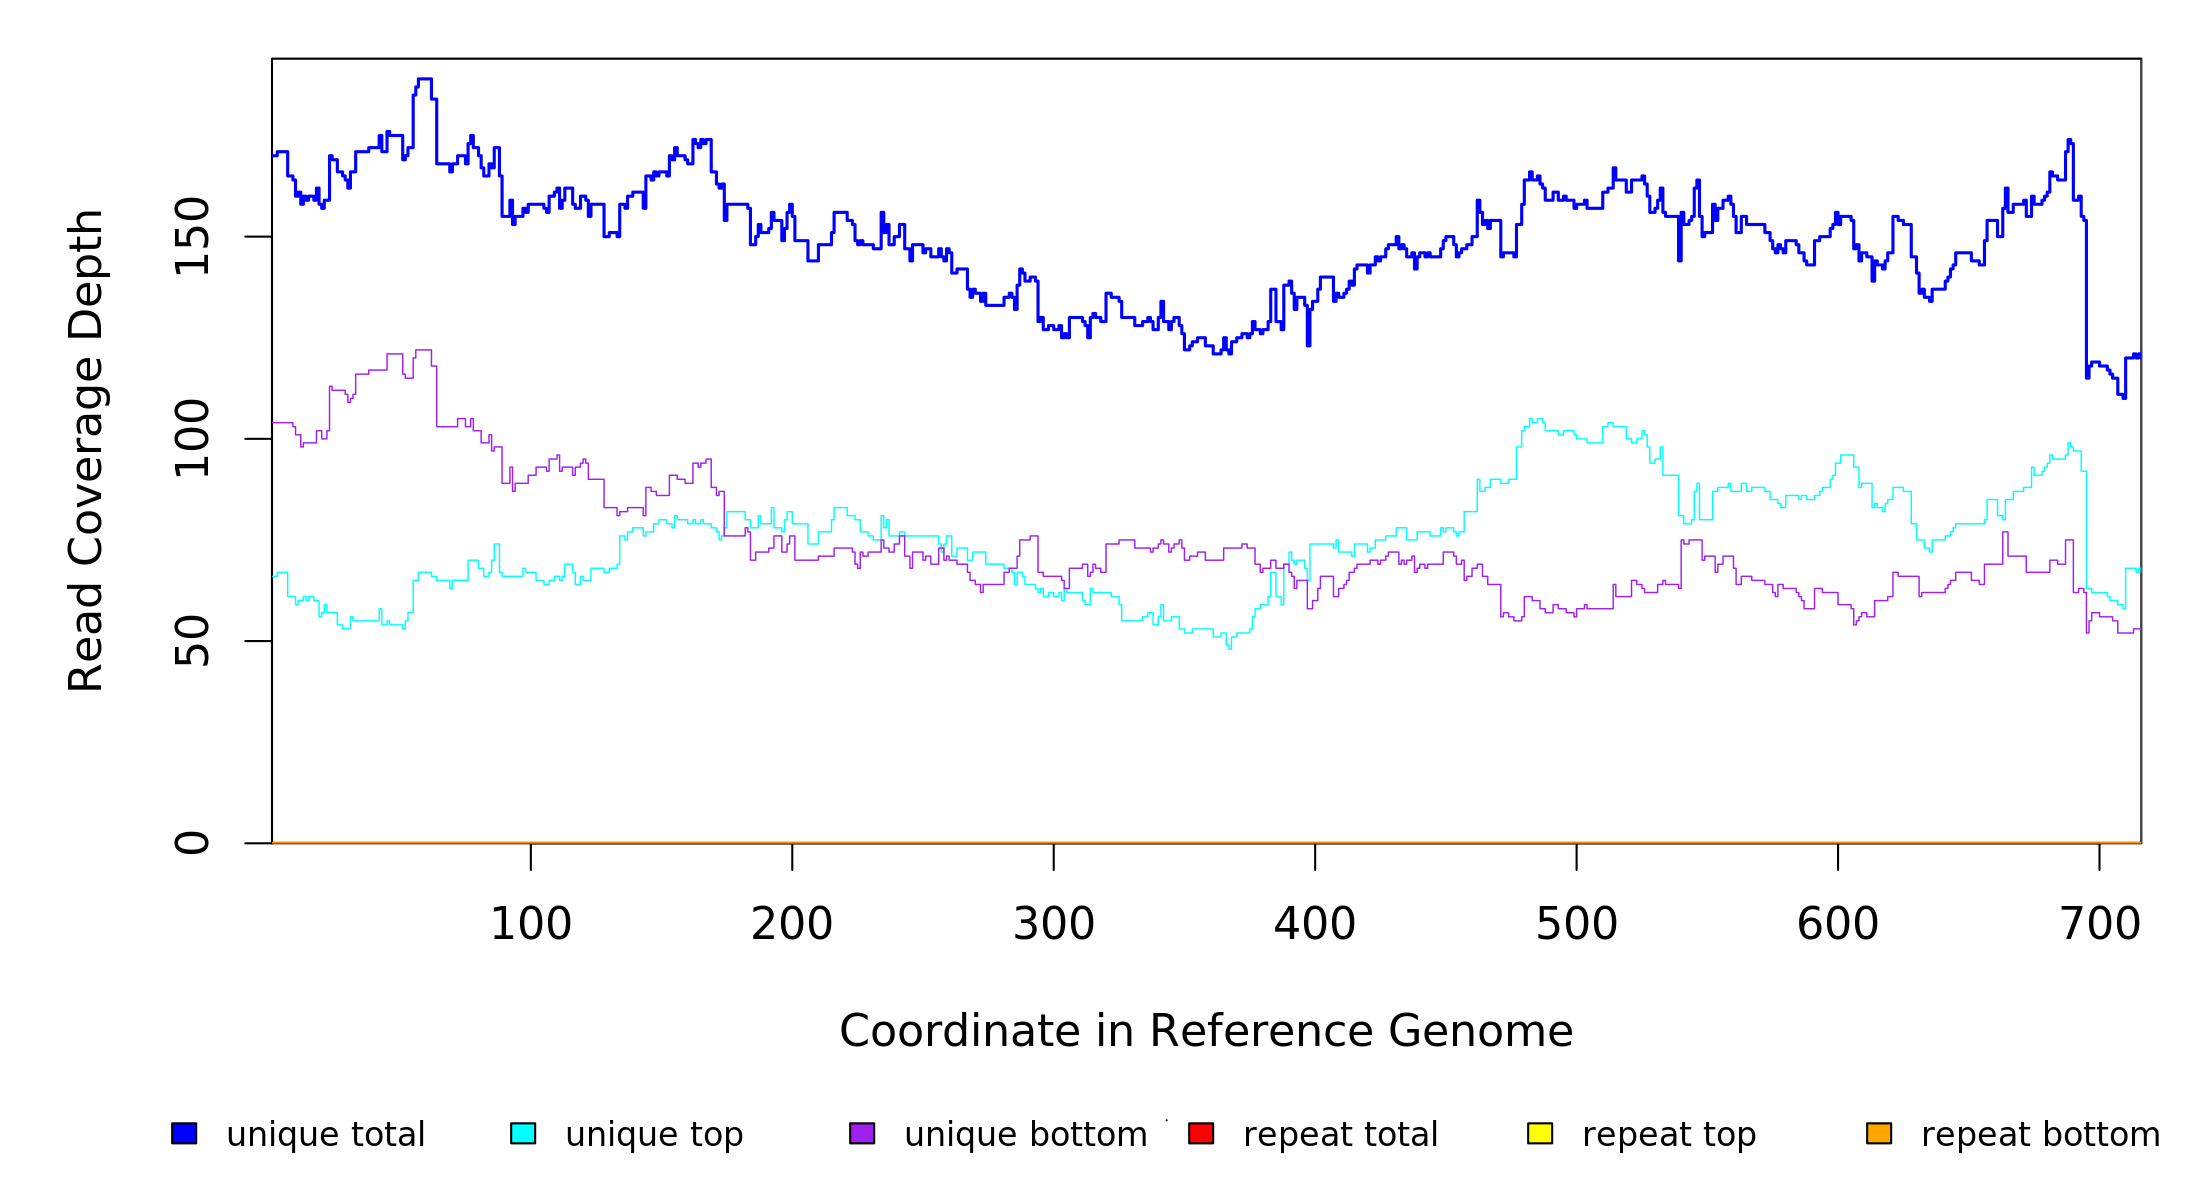 Read Coverage Depth
150
100
50
0
100 200 300 400 500 600 700
Coordinate in Reference Genome
unique total unique top unique bottom repeat total repeat top repeat bottom